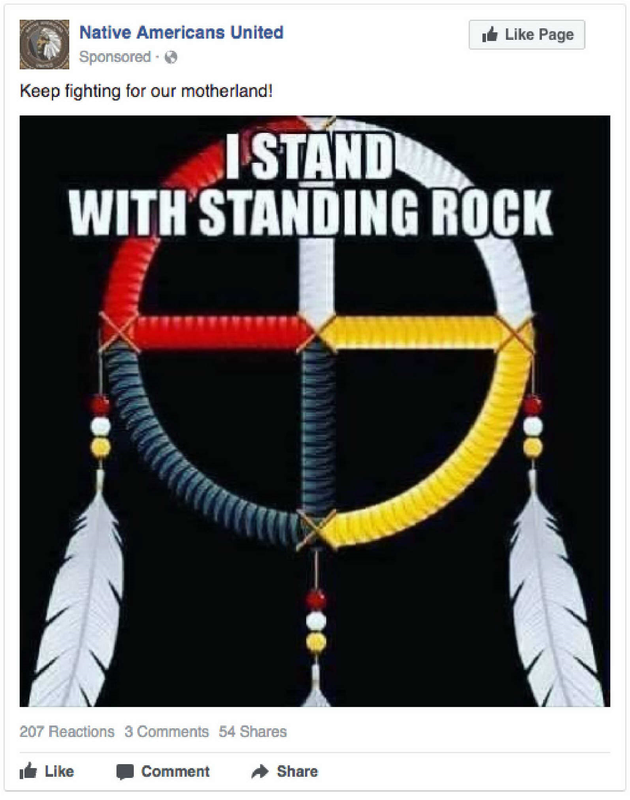 Native Americans United
Sponsored ·
Like Page
Keep fighting for our motherland!
I STAND
WITH STANDING ROCK
207 Reactions 3 Comments 54 Shares
Like Comment Share